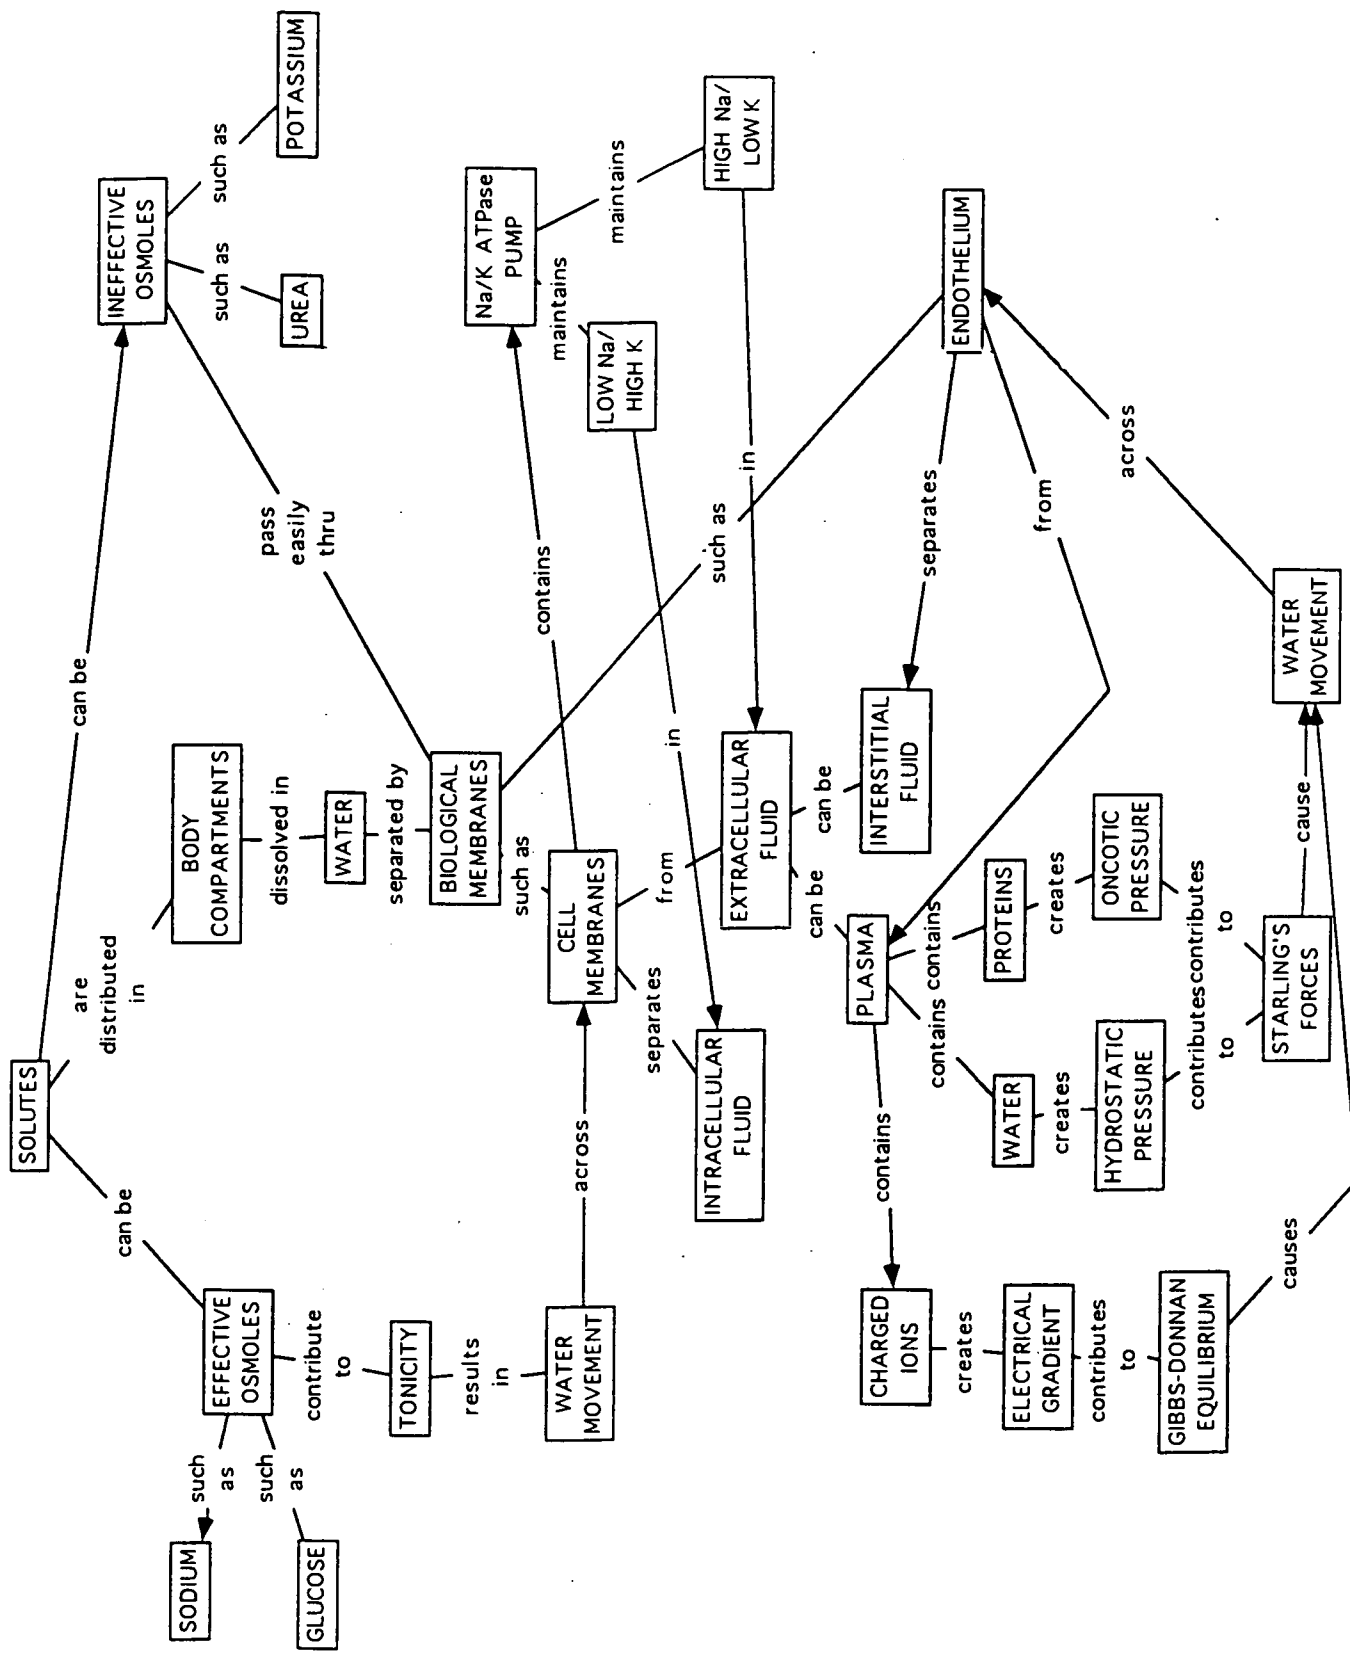 SOLUTES
can be
are
distributed
in
can be
EFFECTIVE
OSMOLES
such
as
SODIUM
such
as
GLUCOSE
contribute
to
TONICITY
results
in
WATER
MOVEMENT
across
BODY
COMPARTMENTS
dissolved in
WATER
separated by
BIOLOGICAL
MEMBRANES
such as
CELL
MEMBRANES
INEFFECTIVE
OSMOLES
such as
UREA
such as
POTASSIUM
pass
easily
thru
contains
Na/K ATPase
PUMP
maintains
LOW Na/
HIGH K
maintains
HIGH Na/
LOW K
in
in
separates
INTRACELLULAR
FLUID
from
EXTRACELLULAR
FLUID
can be
PLASMA
can be
INTERSTITIAL
FLUID
such as
ENDOTHELIUM
separates
from
contains
CHARGED
IONS
creates
ELECTRICAL
GRADIENT
contributes
to
GIBBS-DONNAN
EQUILIBRIUM
causes
contains
WATER
creates
HYDROSTATIC
PRESSURE
contributes
to
contains
PROTEINS
creates
ONCOTIC
PRESSURE
contributes
to
STARLING'S
FORCES
cause
WATER
MOVEMENT
across